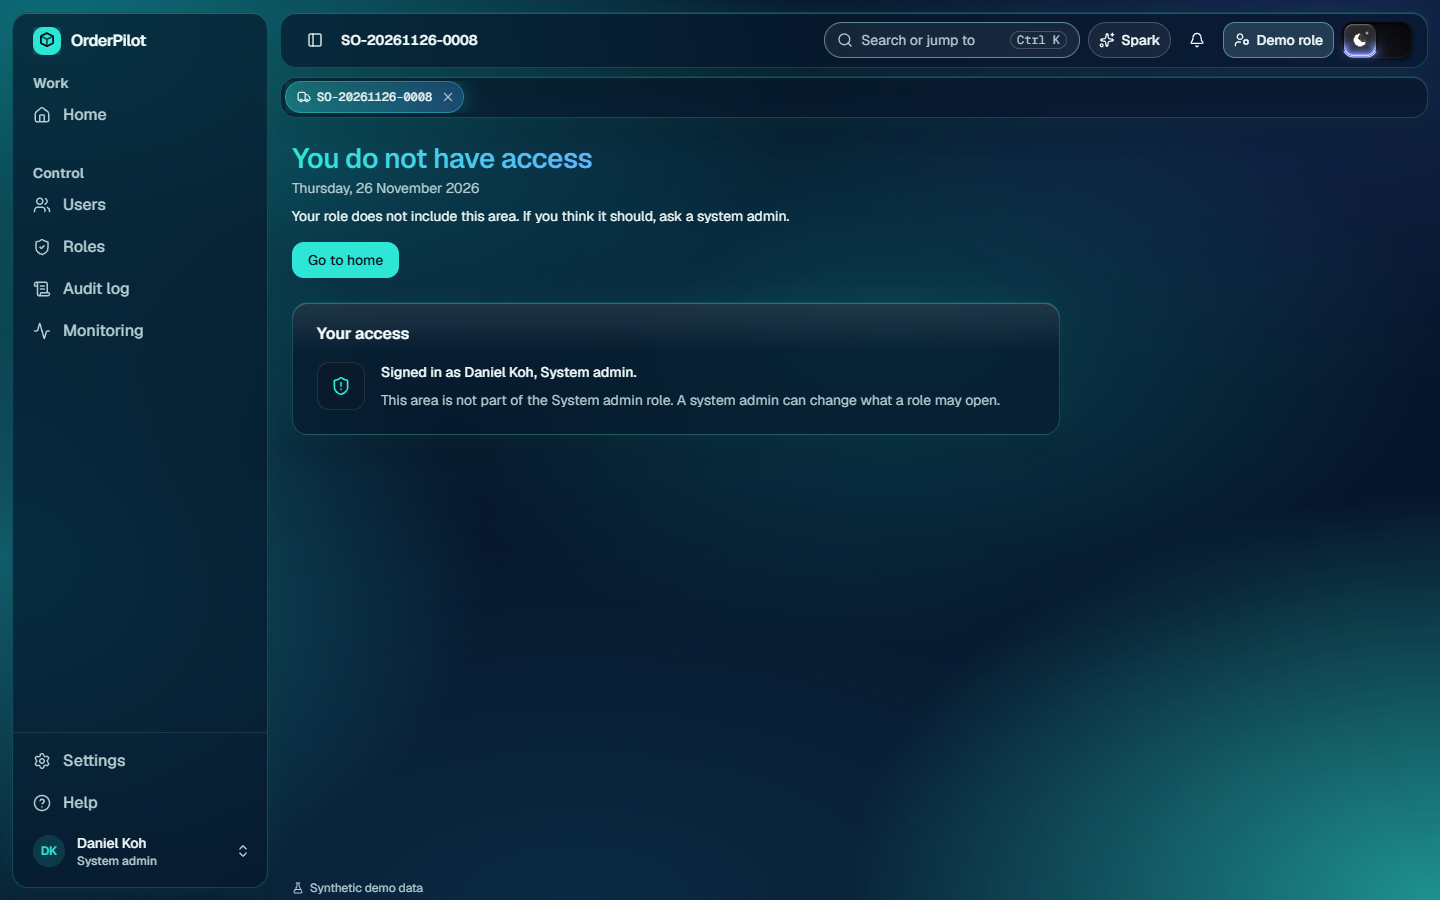 OrderPilot
Work
Home
Control
Users
Roles
Audit log
Monitoring
Settings
Help
DK
Daniel Koh
System admin
SO-20261126-0008
Search or jump to
Ctrl K
Spark
Demo role
SO-20261126-0008
You do not have access
Thursday, 26 November 2026
Your role does not include this area. If you think it should, ask a system admin.
Go to home
Your access
Signed in as Daniel Koh, System admin.
This area is not part of the System admin role. A system admin can change what a role may open.
Synthetic demo data